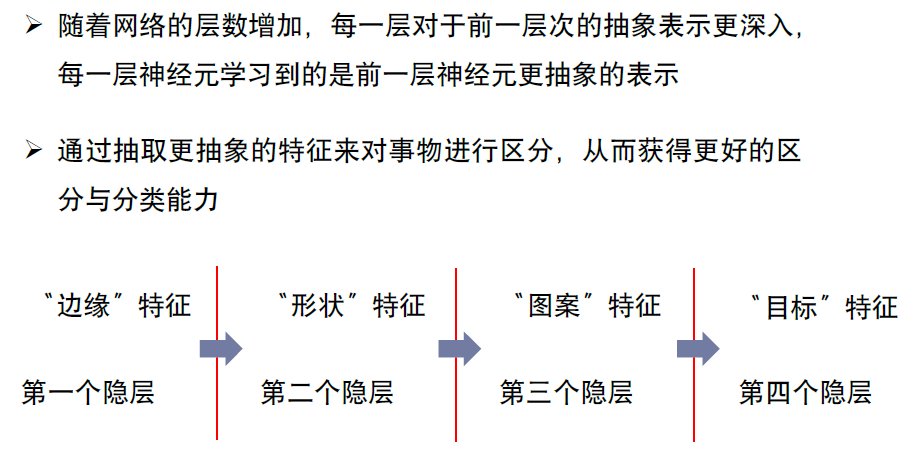 随着网络的层数增加，每一层对于前一层次的抽象表示更深入，
每一层神经元学习到的是前一层神经元更抽象的表示
通过抽取更抽象的特征来对事物进行区分，从而获得更好的区
分与分类能力
“边缘”特征 “形状”特征 “图案”特征 “目标”特征
第一个隐层 第二个隐层 第三个隐层 第四个隐层